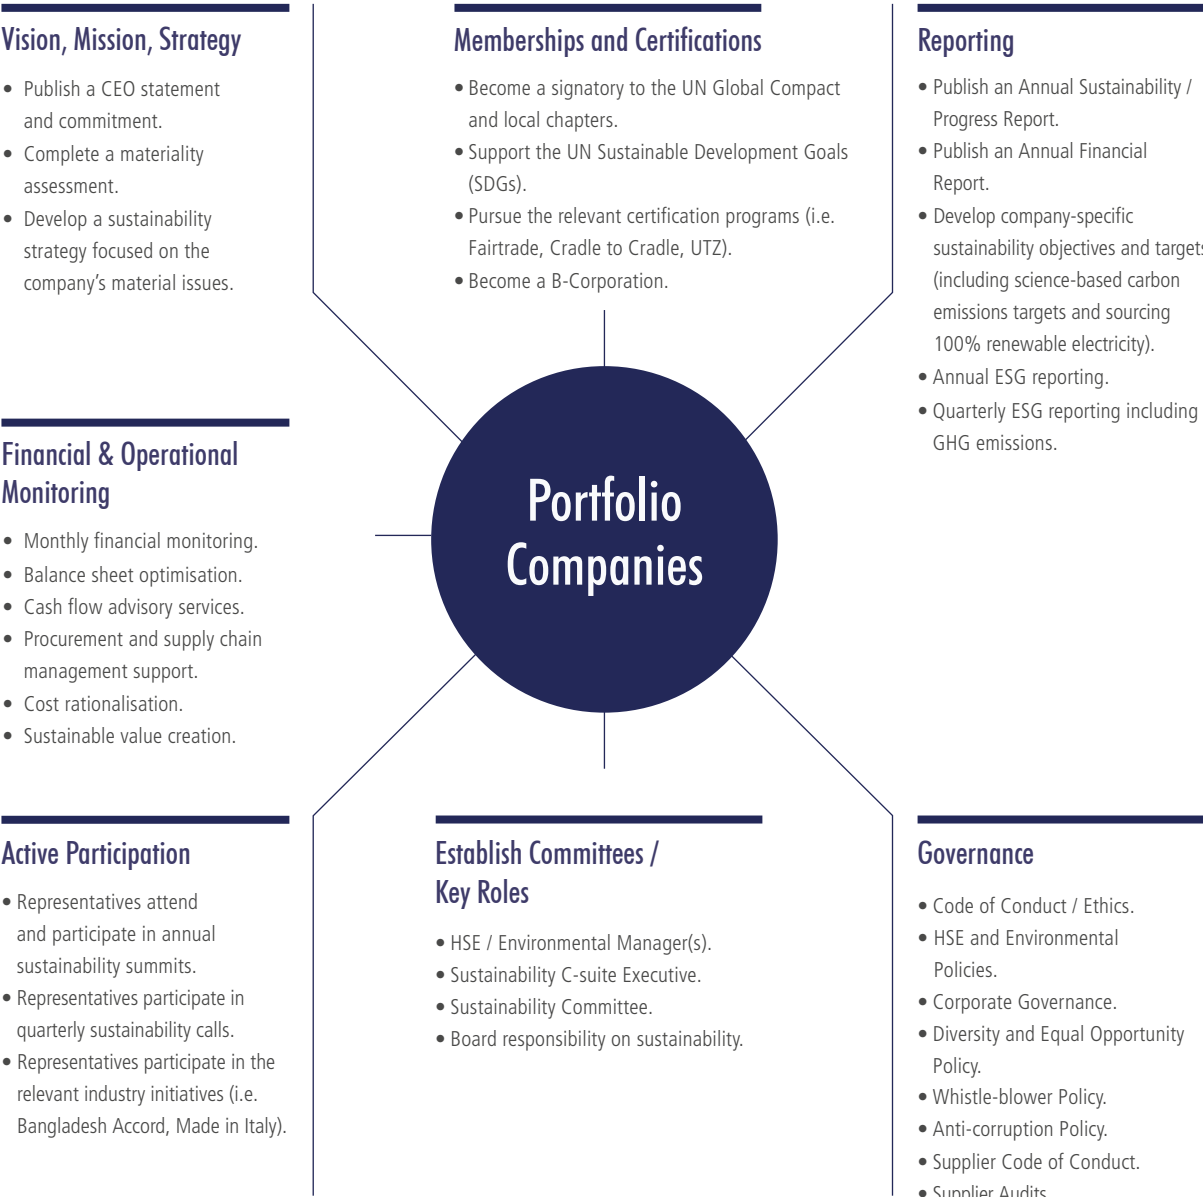 Vision, Mission, Strategy
• Publish a CEO statement
and commitment.
• Complete a materiality
assessment.
• Develop a sustainability
strategy focused on the
company's material issues.
Memberships and Certifications
• Become a signatory to the UN Global Compact
and local chapters.
• Support the UN Sustainable Development Goals
(SDGs).
• Pursue the relevant certification programs (i.e.
Fairtrade, Cradle to Cradle, UTZ).
• Become a B-Corporation.
Reporting
• Publish an Annual Sustainability /
Progress Report.
• Publish an Annual Financial
Report.
• Develop company-specific
sustainability objectives and targets
(including science-based carbon
emissions targets and sourcing
100% renewable electricity).
• Annual ESG reporting.
• Quarterly ESG reporting including
GHG emissions.
Financial & Operational
Monitoring
• Monthly financial monitoring.
• Balance sheet optimisation.
• Cash flow advisory services.
• Procurement and supply chain
management support.
• Cost rationalisation.
• Sustainable value creation.
Portfolio
Companies
Active Participation
• Representatives attend
and participate in annual
sustainability summits.
• Representatives participate in
quarterly sustainability calls.
• Representatives participate in the
relevant industry initiatives (i.e.
Bangladesh Accord, Made in Italy).
Establish Committees /
Key Roles
• HSE / Environmental Manager(s).
• Sustainability C-suite Executive.
• Sustainability Committee.
• Board responsibility on sustainability.
Governance
• Code of Conduct / Ethics.
• HSE and Environmental
Policies.
• Corporate Governance.
• Diversity and Equal Opportunity
Policy.
• Whistle-blower Policy.
• Anti-corruption Policy.
• Supplier Code of Conduct.
• Supplier Audits